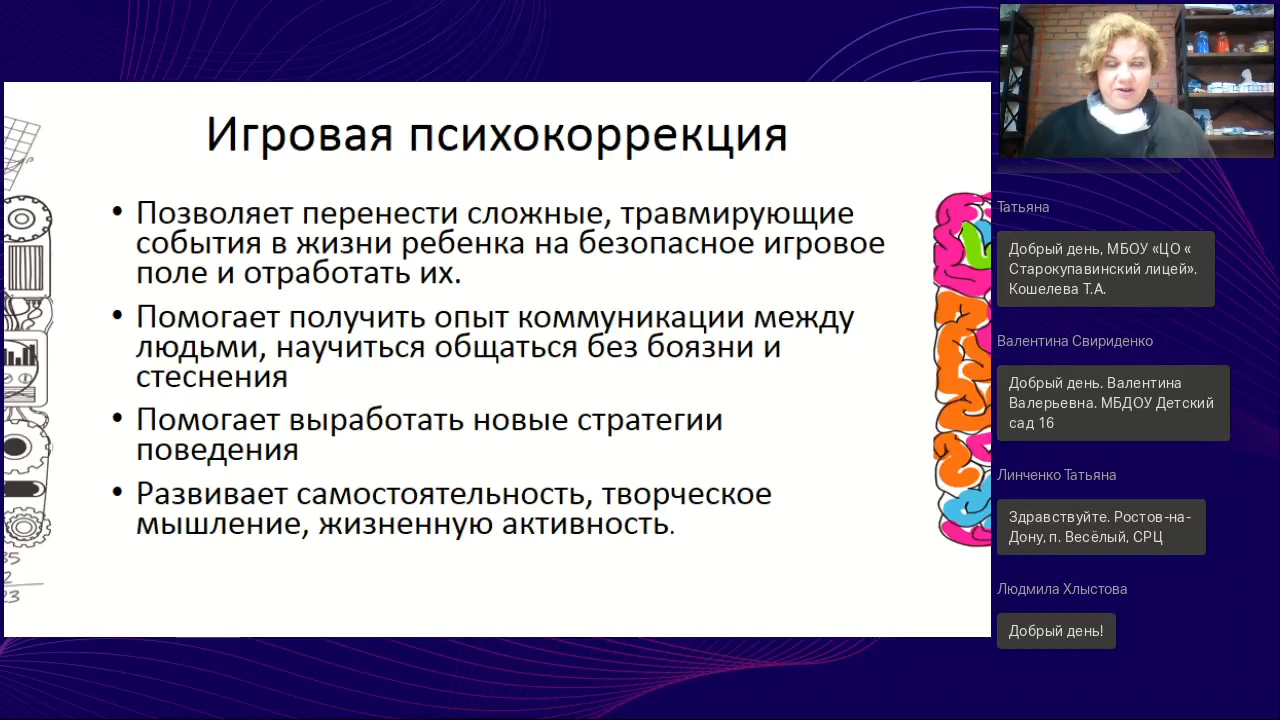 Игровая психокоррекция
• Позволяет перенести сложные, травмирующие
события в жизни ребенка на безопасное игровое
поле и отработать их.
• Помогает получить опыт коммуникации между
людьми, научиться общаться без боязни и
стеснения
• Помогает выработать новые стратегии
поведения
• Развивает самостоятельность, творческое
мышление, жизненную активность.
Татьяна
Добрый день, МБОУ «ЦО «
Старокупавинский лицей».
Кошелева Т.А.
Валентина Свириденко
Добрый день. Валентина
Валерьевна. МБДОУ Детский
сад 16
Линченко Татьяна
Здравствуйте. Ростов-на-
Дону, п. Весёлый, СРЦ
Людмила Хлыстова
Добрый день!